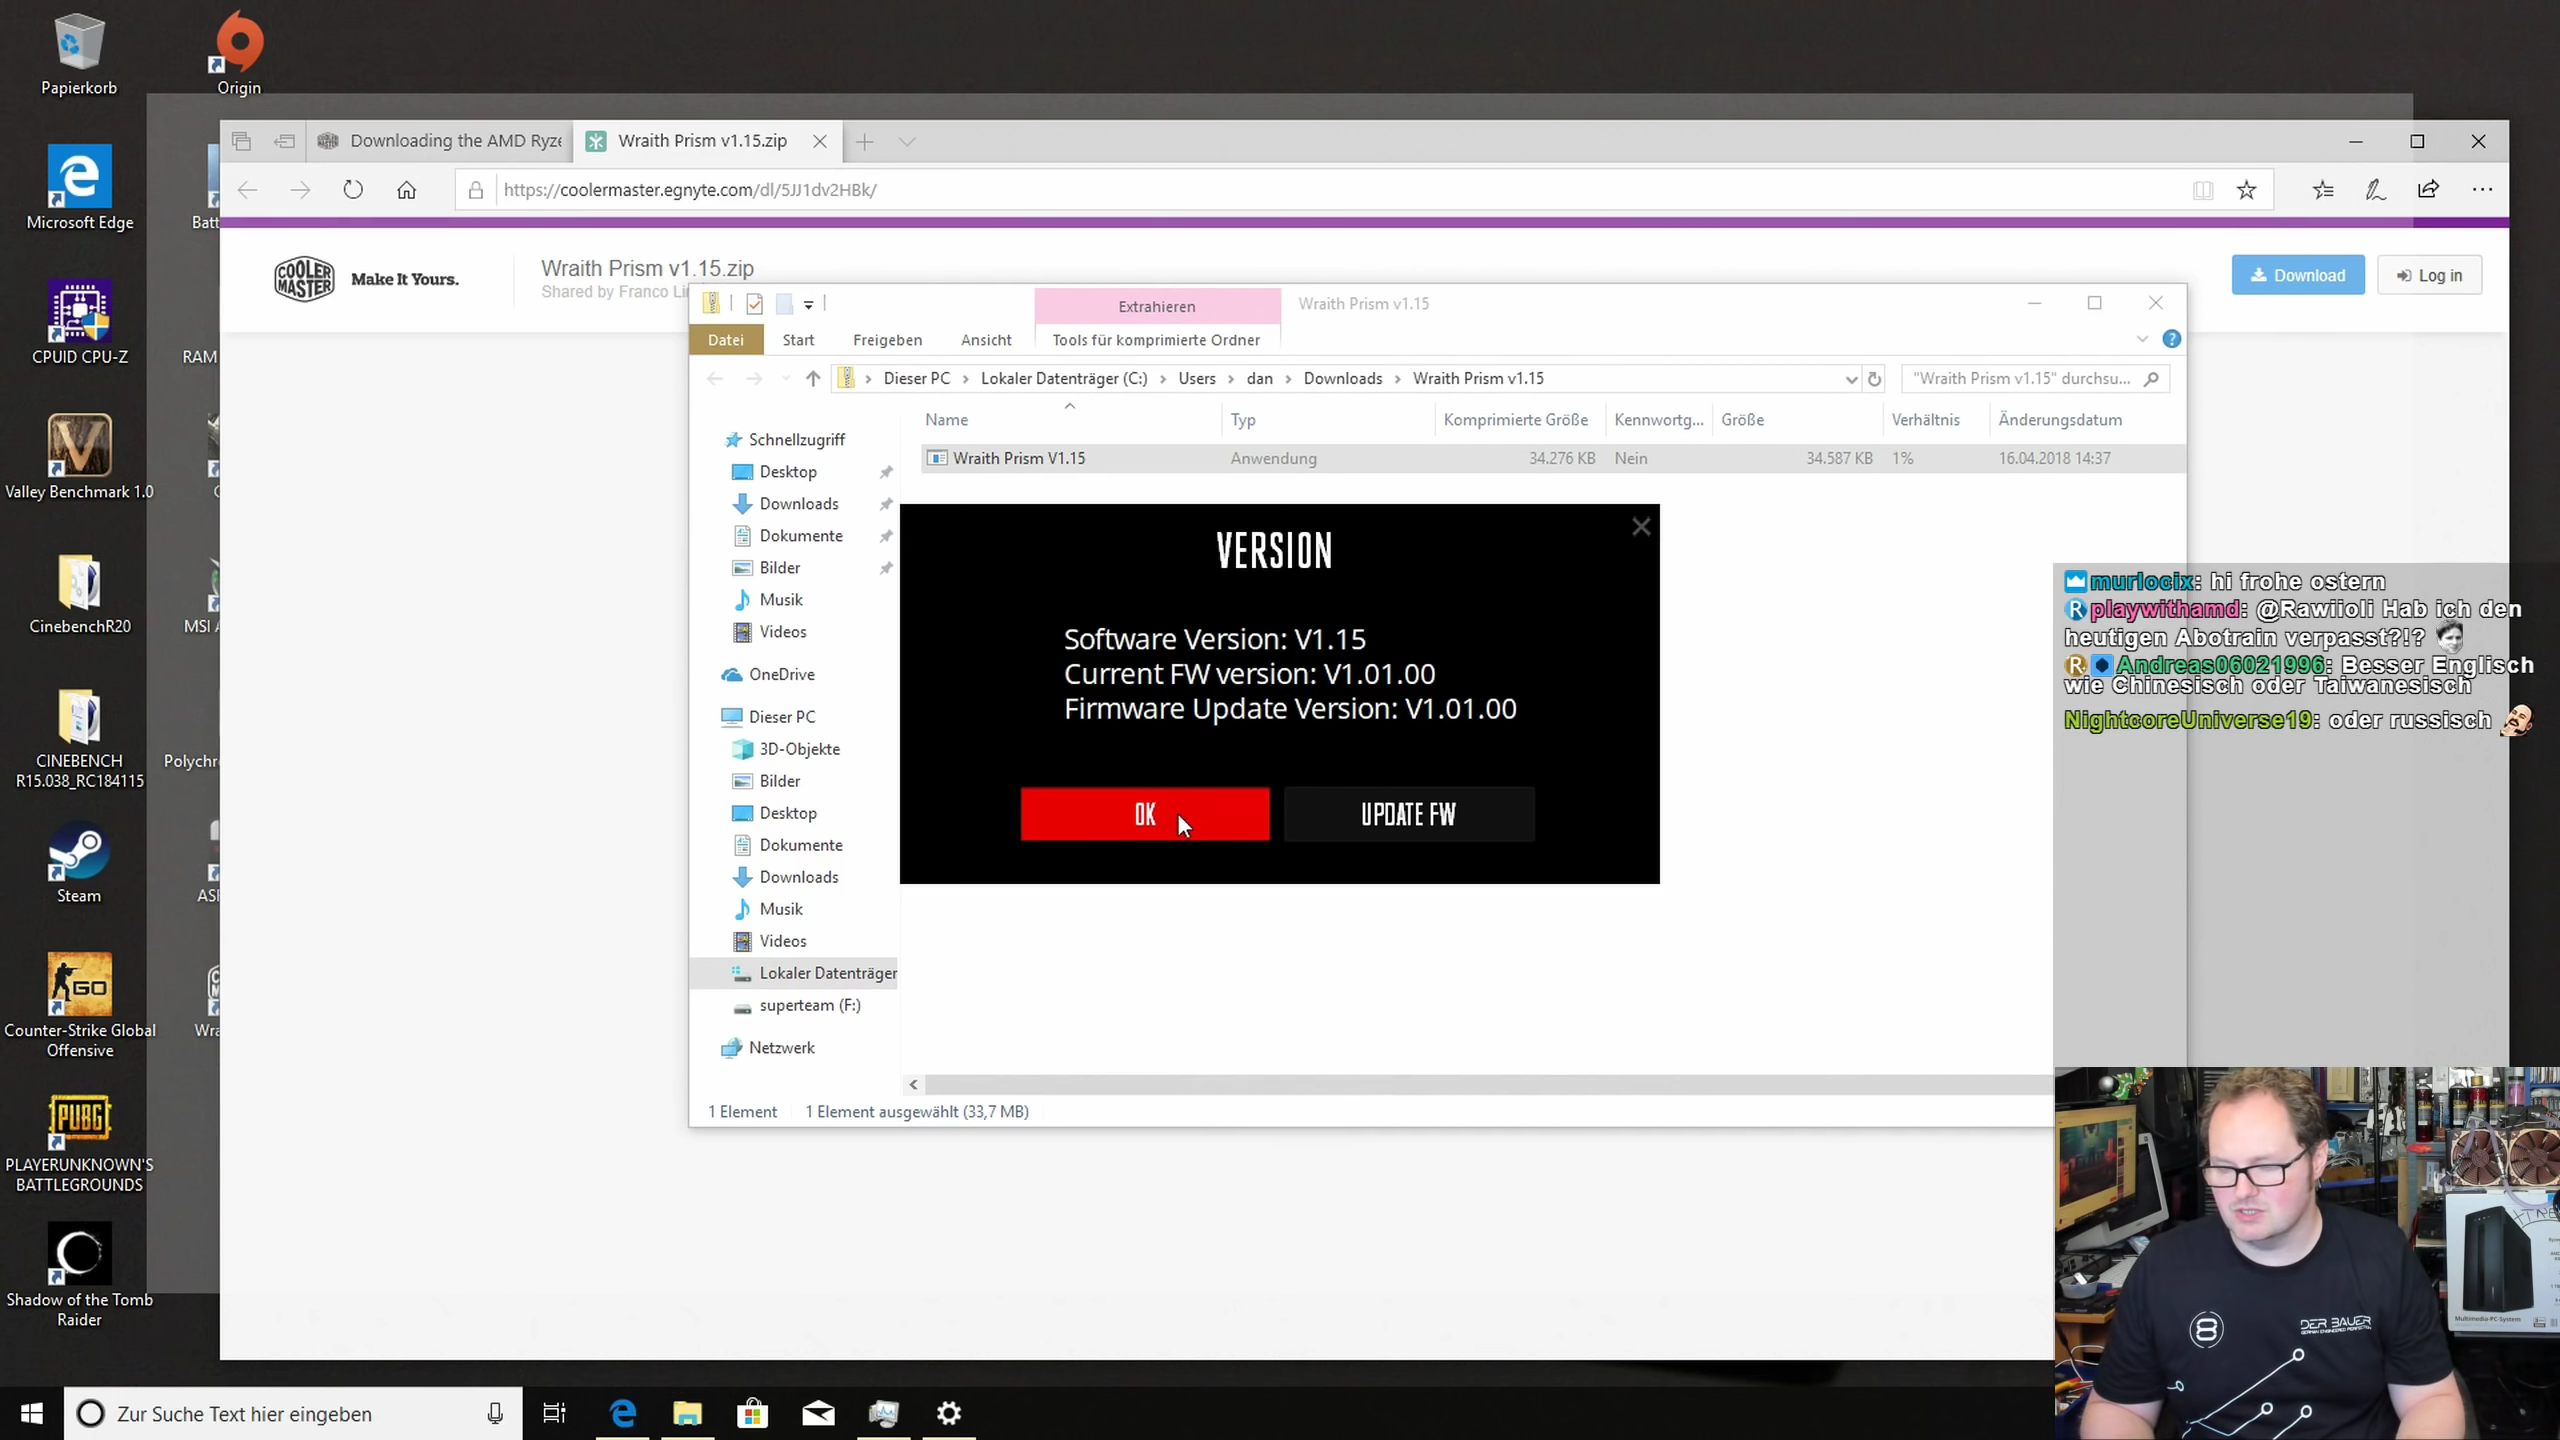 Papierkorb
Origin
Microsoft Edge
Batt
CPUID CPU-Z
RAM
Valley Benchmark 1.0
CinebenchR20
MSI A
CINEBENCH
R15.038_RC184115
Polychr
Steam
ASI
Counter-Strike Global
Offensive
Wra
PLAYERUNKNOWN'S
BATTLEGROUNDS
Shadow of the Tomb
Raider
Downloading the AMD Ryze
Wraith Prism v1.15.zip
https://coolermaster.egnyte.com/dl/5JJ1dv2HBk/
COOLER
MASTER
Make It Yours.
Wraith Prism v1.15.zip
Shared by Franco Li
Download
Log in
Extrahieren
Wraith Prism v1.15
Datei
Start
Freigeben
Ansicht
Tools für komprimierte Ordner
Dieser PC
Lokaler Datenträger (C:)
Users
dan
Downloads
Wraith Prism v1.15
"Wraith Prism v1.15" durchsu...
Name
Typ
Komprimierte Größe
Kennwortg...
Größe
Verhältnis
Änderungsdatum
Wraith Prism V1.15
Anwendung
34.276 KB
Nein
34.587 KB
1%
16.04.2018 14:37
Schnellzugriff
Desktop
Downloads
Dokumente
Bilder
Musik
Videos
OneDrive
Dieser PC
3D-Objekte
Bilder
Desktop
Dokumente
Downloads
Musik
Videos
Lokaler Datenträger
superteam (F:)
Netzwerk
1 Element
1 Element ausgewählt (33,7 MB)
VERSION
Software Version: V1.15
Current FW version: V1.01.00
Firmware Update Version: V1.01.00
OK
UPDATE FW
murlocix: hi frohe ostern
playwithamd: @Rawiioli Hab ich den
heutigen Abotrain verpasst?!?
Andreas06021996: Besser Englisch
wie Chinesisch oder Taiwanesisch
NightcoreUniverse19: oder russisch
DER BAUER
Multimedia-PC-System
Zur Suche Text hier eingeben